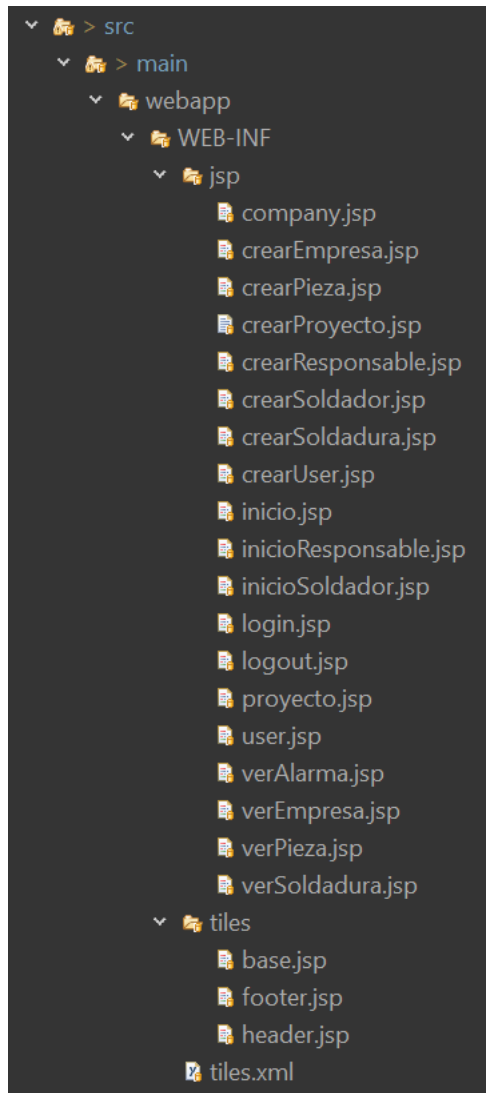 > src
> main
webapp
WEB-INF
jsp
company.jsp
crearEmpresa.jsp
crearPieza.jsp
crearProyecto.jsp
crearResponsable.jsp
crearSoldador.jsp
crearSoldadura.jsp
crearUser.jsp
inicio.jsp
inicioResponsable.jsp
inicioSoldador.jsp
login.jsp
logout.jsp
proyecto.jsp
user.jsp
verAlarma.jsp
verEmpresa.jsp
verPieza.jsp
verSoldadura.jsp
tiles
base.jsp
footer.jsp
header.jsp
tiles.xml